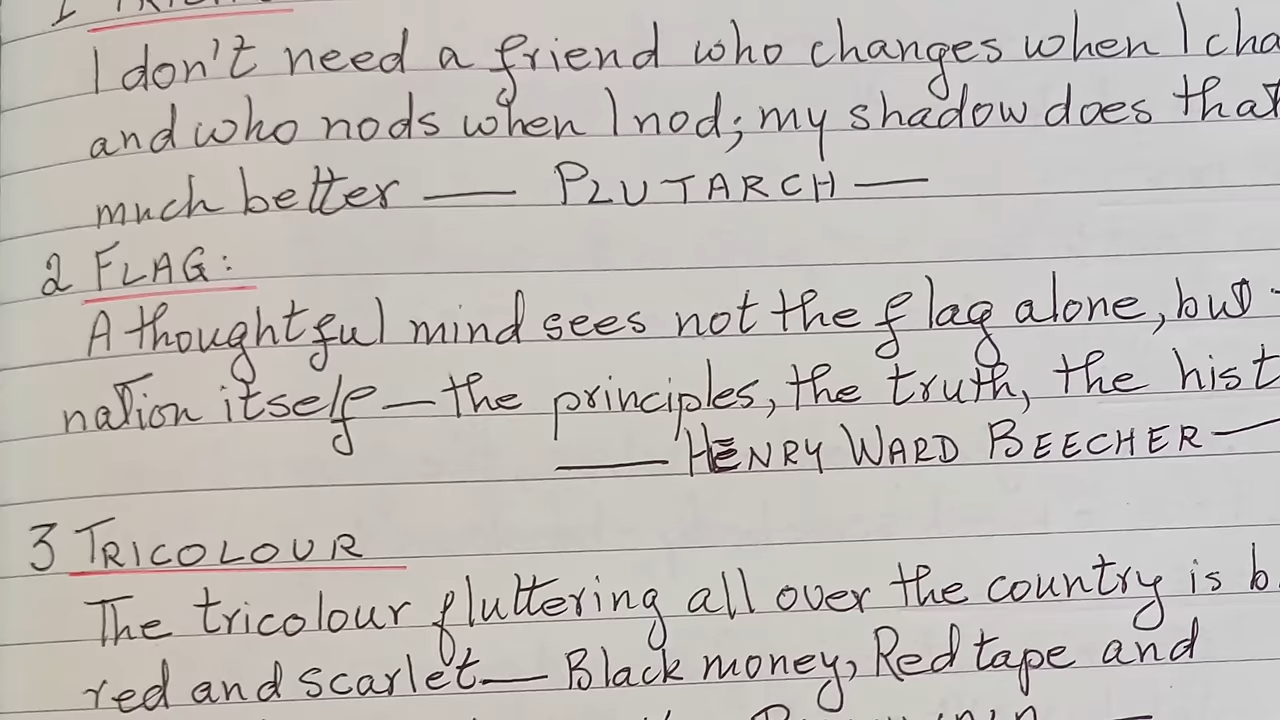 I don't need a friend who changes when I cha
and who nods when I nod; my shadow does that
much better — PLUTARCH —
2 FLAG:
A thoughtful mind sees not the flag alone, but
nation itself — the principles, the truth, the hist
— HENRY WARD BEECHER —
3 TRICOLOUR
The tricolour fluttering all over the country is b
red and scarlet — Black money, Red tape and